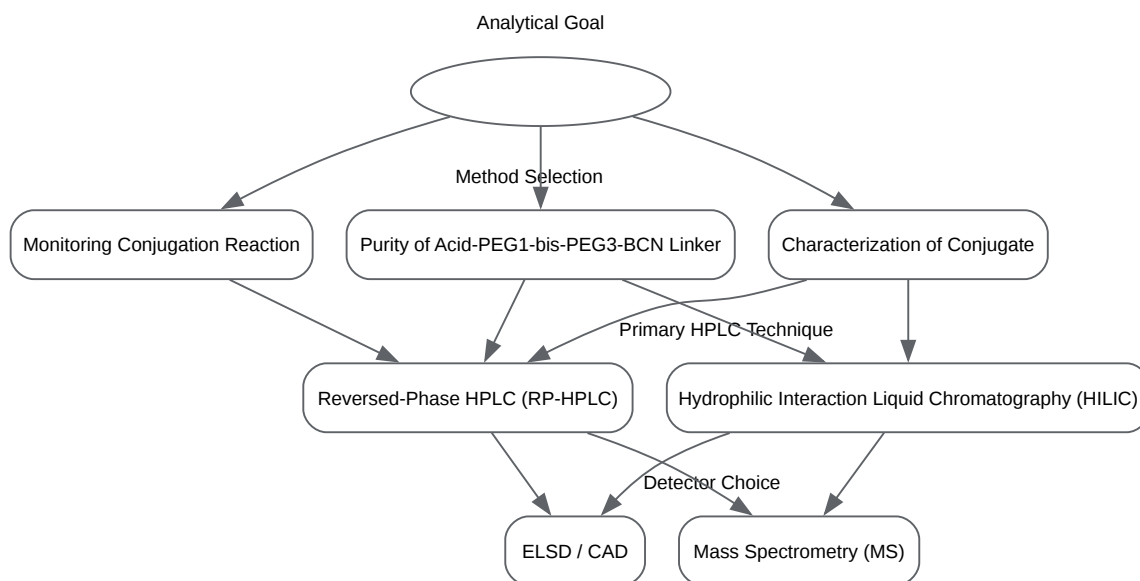 Analytical Goal
Method Selection
Monitoring Conjugation Reaction
Purity of Acid-PEG1-bis-PEG3-BCN Linker
Characterization of Conjugate
Primary HPLC Technique
Reversed-Phase HPLC (RP-HPLC)
Hydrophilic Interaction Liquid Chromatography (HILIC)
Detector Choice
ELSD / CAD
Mass Spectrometry (MS)